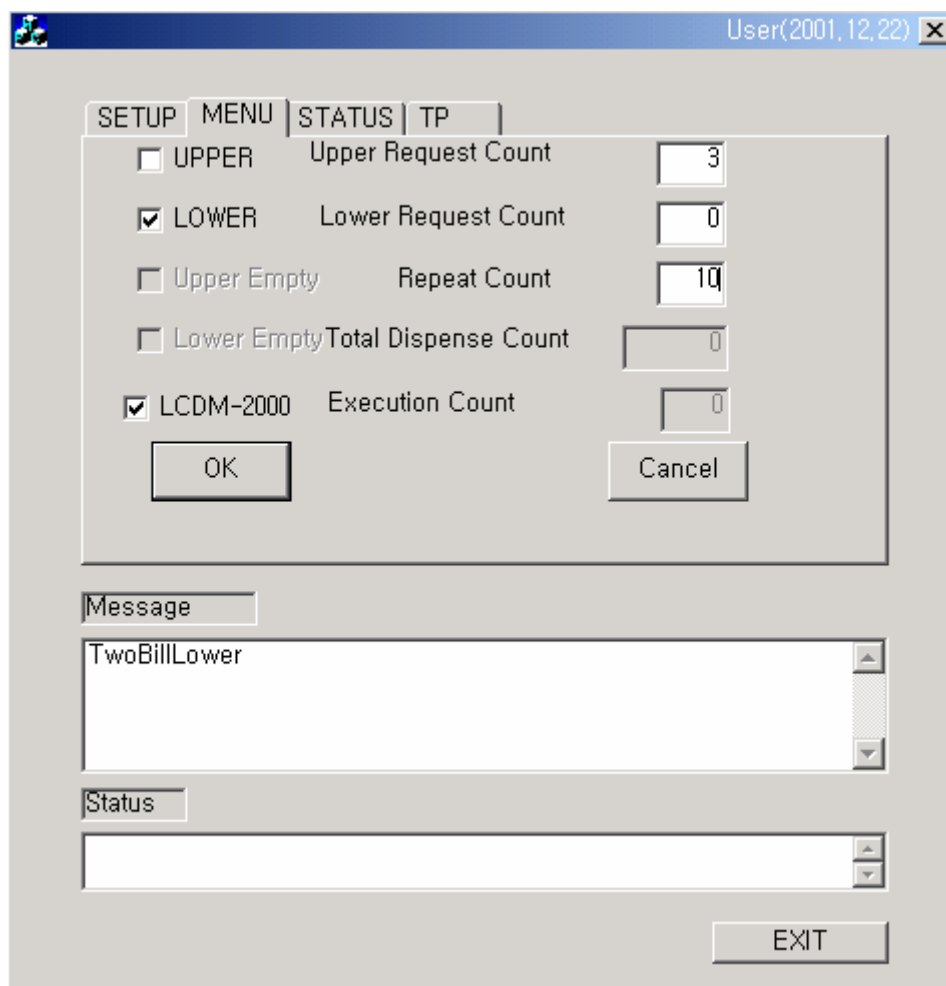 User(2001,12,22)
SETUP MENU STATUS TP
UPPER Upper Request Count 3
LOWER Lower Request Count 0
Upper Empty Repeat Count 10
Lower Empty Total Dispense Count 0
LCDM-2000 Execution Count 0
OK Cancel
Message
TwoBillLower
Status
EXIT